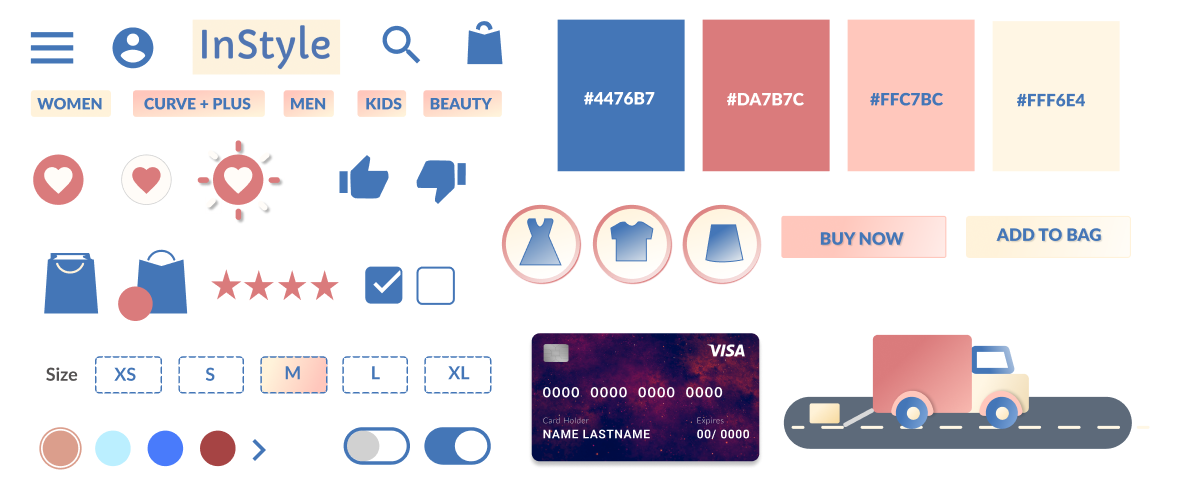 InStyle
WOMEN
CURVE + PLUS
MEN
KIDS
BEAUTY
#4476B7
#DA7B7C
#FFC7BC
#FFF6E4
BUY NOW
ADD TO BAG
Size
XS
S
M
L
XL
VISA
0000 0000 0000 0000
Card Holder
Expires
NAME LASTNAME
00/ 0000